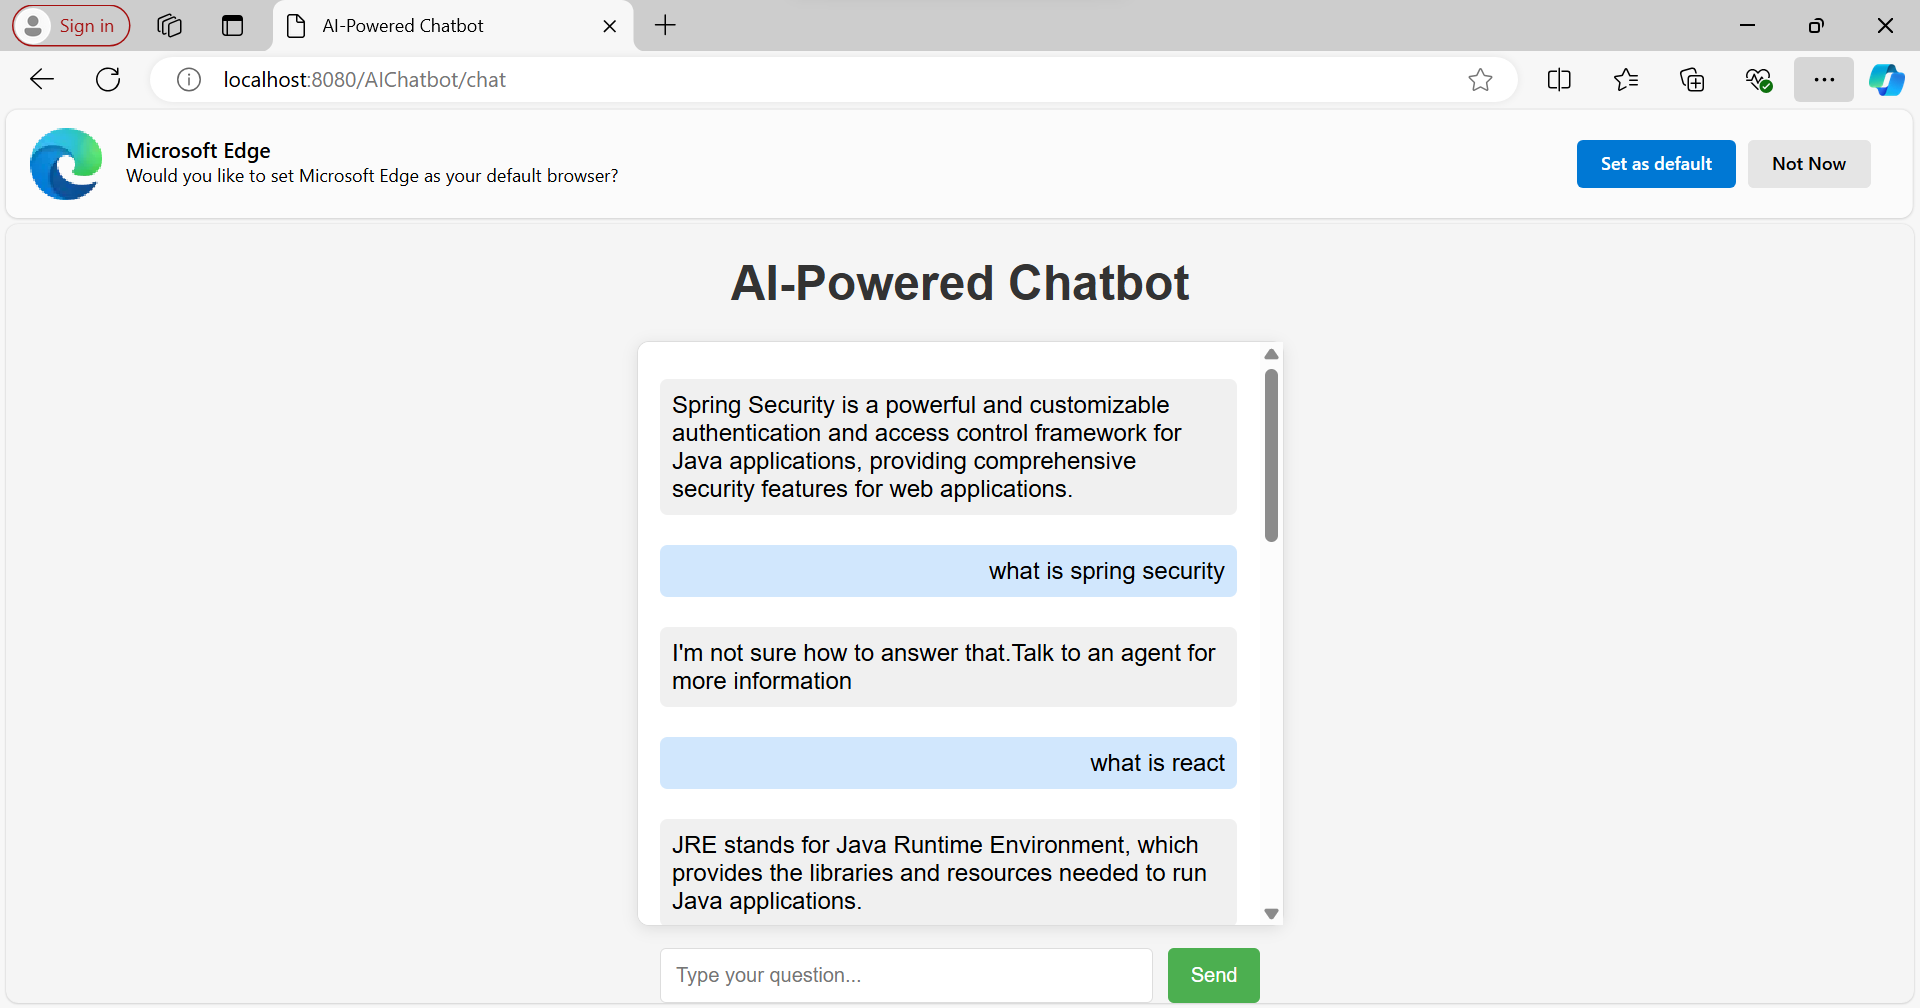 Sign in
AI-Powered Chatbot
localhost:8080/AIChatbot/chat
Microsoft Edge
Would you like to set Microsoft Edge as your default browser?
Set as default
Not Now
AI-Powered Chatbot
Spring Security is a powerful and customizable
authentication and access control framework for
Java applications, providing comprehensive
security features for web applications.
what is spring security
I'm not sure how to answer that.Talk to an agent for
more information
what is react
JRE stands for Java Runtime Environment, which
provides the libraries and resources needed to run
Java applications.
Type your question...
Send